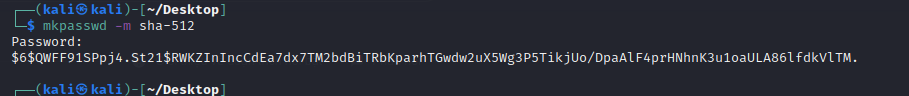 ┌──(kali㉿kali)-[~/Desktop]
└─$ mkpasswd -m sha-512
Password:
$6$QWFF91SPpj4.St21$RWKZInIncCdEa7dx7TM2bdBiTRbKparhTGwdw2uX5Wg3P5TikjUo/DpaAlF4prHNhnK3u1oaULA86lfdkVlTM.
┌──(kali㉿kali)-[~/Desktop]